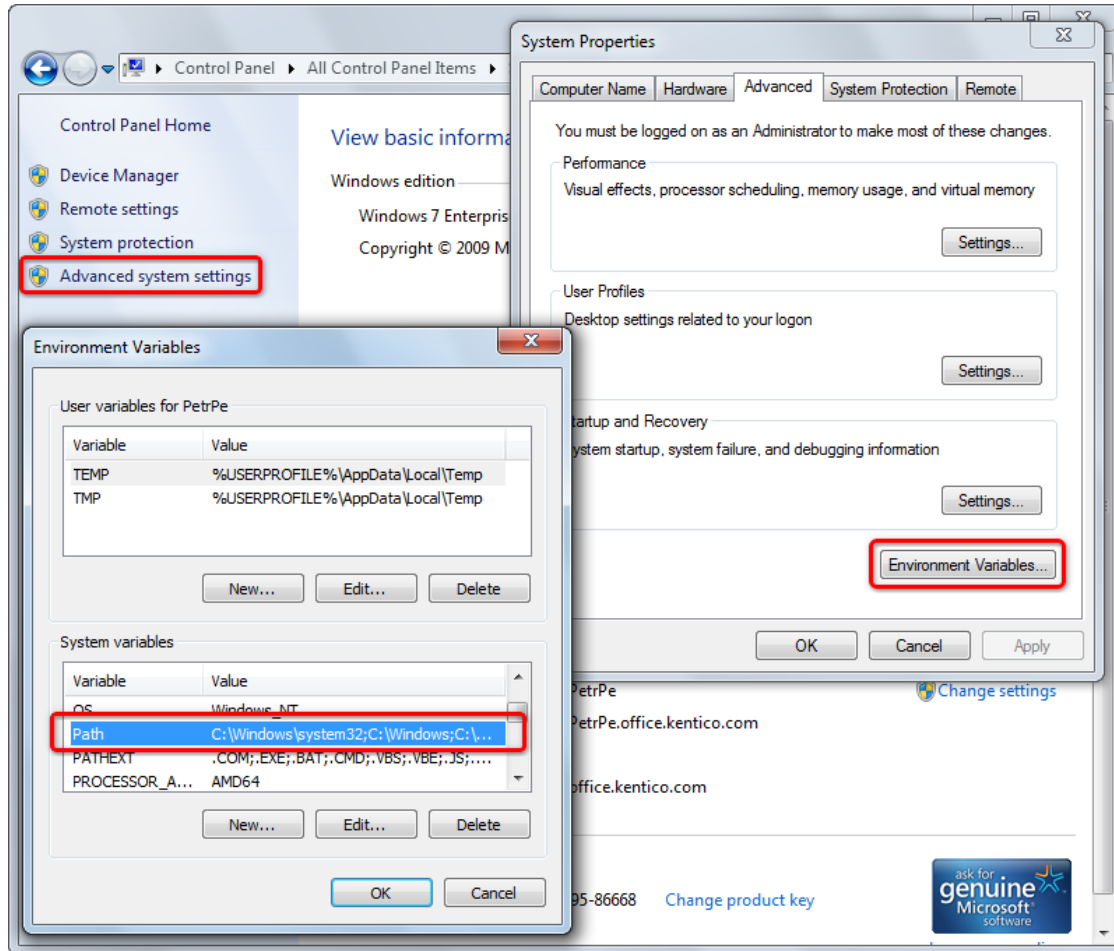 Control Panel
All Control Panel Items
Control Panel Home
Device Manager
Remote settings
System protection
Advanced system settings
View basic informa
Windows edition
Windows 7 Enterpris
Copyright © 2009 M
System Properties
Computer Name
Hardware
Advanced
System Protection
Remote
You must be logged on as an Administrator to make most of these changes.
Performance
Visual effects, processor scheduling, memory usage, and virtual memory
Settings...
User Profiles
Desktop settings related to your logon
Settings...
tartup and Recovery
ystem startup, system failure, and debugging information
Settings...
Environment Variables...
OK
Cancel
Apply
Environment Variables
User variables for PetrPe
Variable Value
TEMP %USERPROFILE%\AppData\Local\Temp
TMP %USERPROFILE%\AppData\Local\Temp
New...
Edit...
Delete
System variables
Variable Value
OS Windows_NT
Path C:\Windows\system32;C:\Windows;C:\...
PATHEXT .COM;.EXE;.BAT;.CMD;.VBS;.VBE;.JS;....
PROCESSOR_A... AMD64
New...
Edit...
Delete
OK
Cancel
PetrPe
Change settings
PetrPe.office.kentico.com
office.kentico.com
95-86668
Change product key
ask for
genuine
Microsoft
software